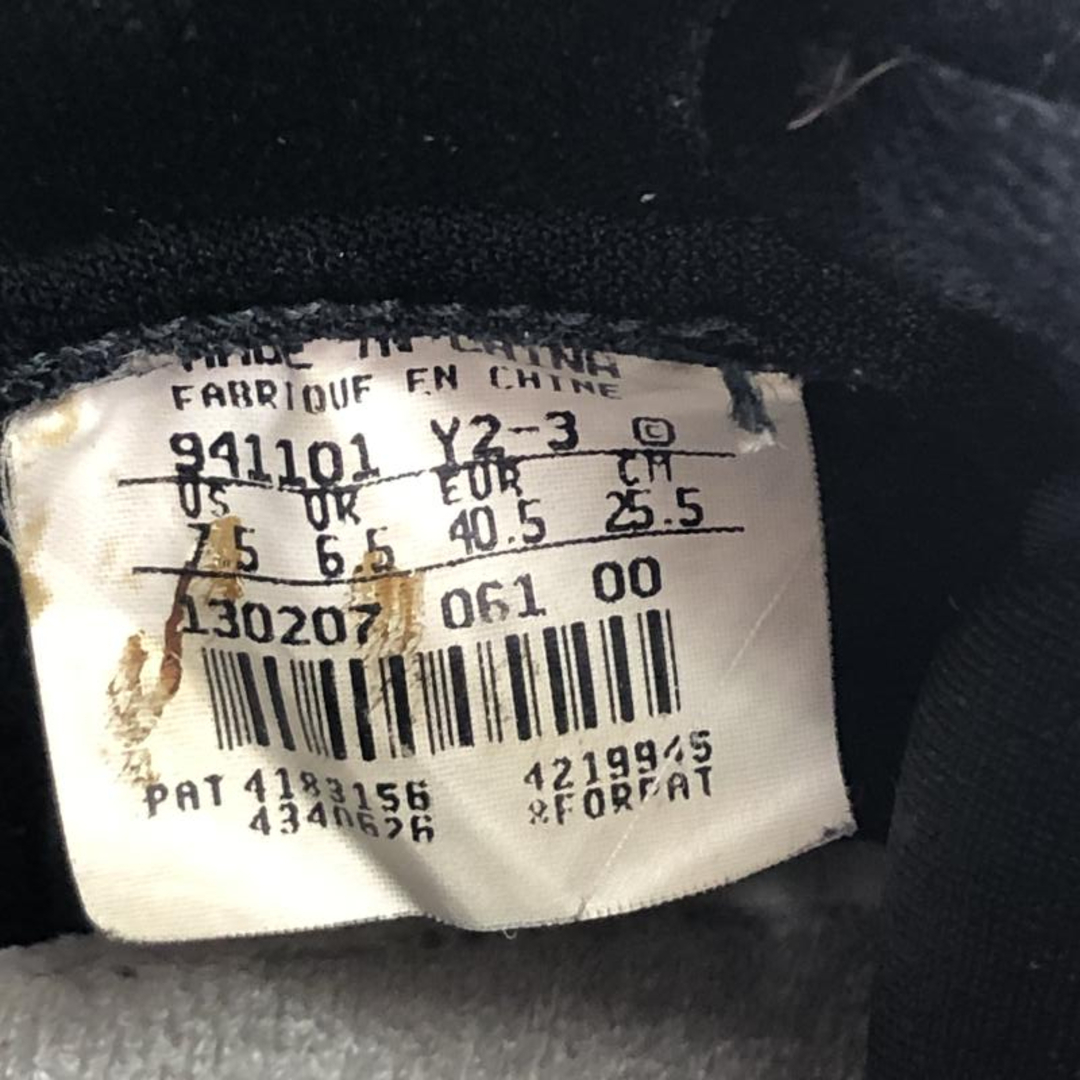 MADE IN CHINA
FABRIQUE EN CHINE
941101 Y2-3 ©
US UK EUR CM
7.5 6.5 40.5 25.5
130207 061 00
PAT 4183156 4219945
4340626 &FORPAT